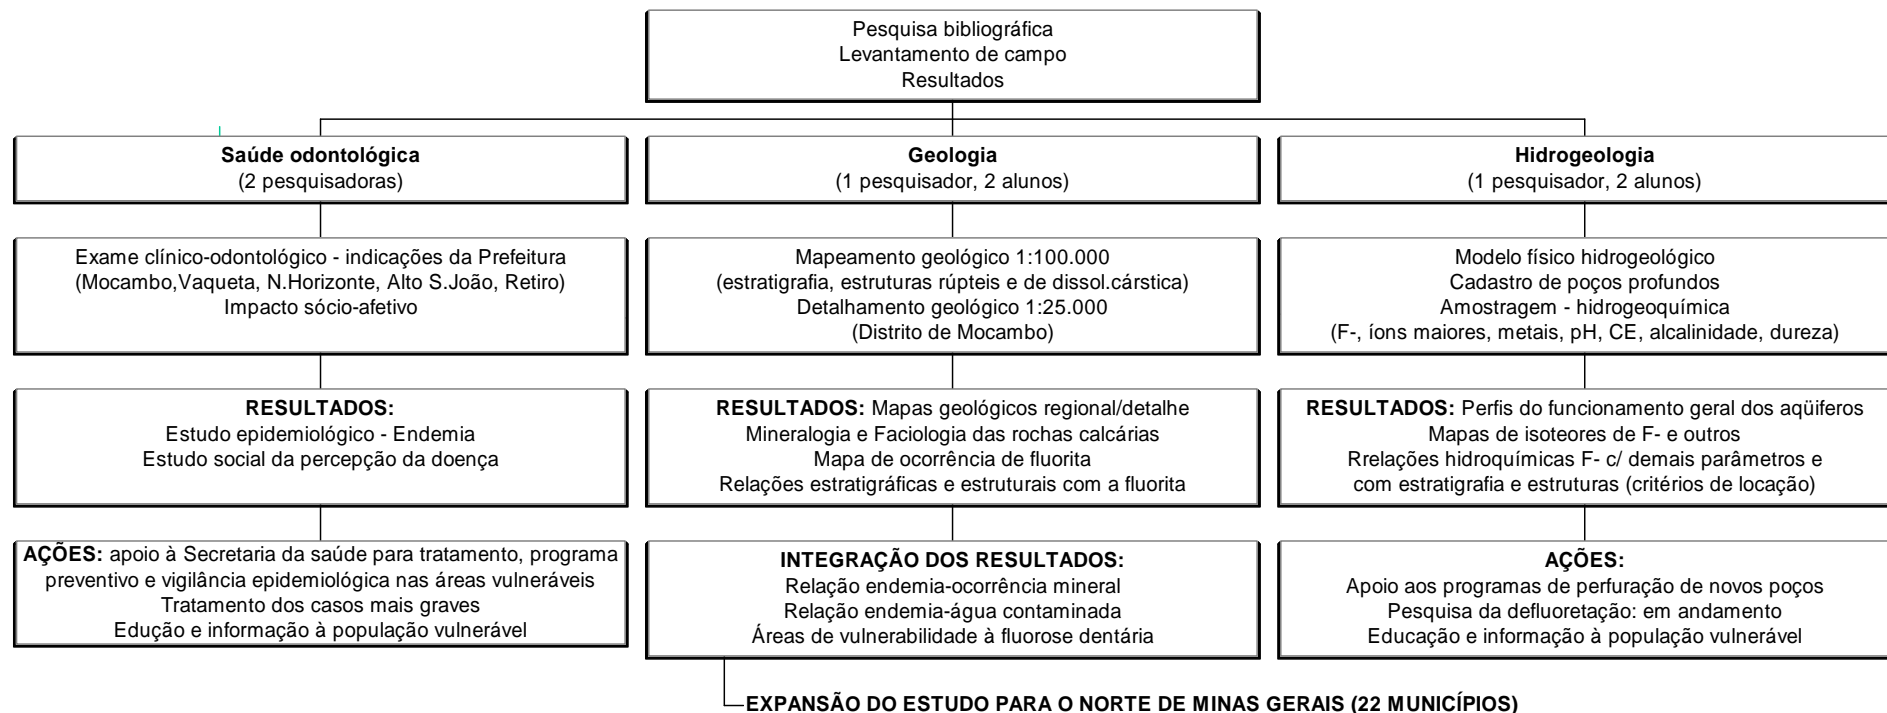 Pesquisa bibliográfica
Levantamento de campo
Resultados
Saúde odontológica
(2 pesquisadoras)
Geologia
(1 pesquisador, 2 alunos)
Hidrogeologia
(1 pesquisador, 2 alunos)
Exame clínico-odontológico - indicações da Prefeitura
(Mocambo,Vaqueta, N.Horizonte, Alto S.João, Retiro)
Impacto sócio-afetivo
Mapeamento geológico 1:100.000
(estratigrafia, estruturas rúpteis e de dissol.cárstica)
Detalhamento geológico 1:25.000
(Distrito de Mocambo)
Modelo físico hidrogeológico
Cadastro de poços profundos
Amostragem - hidrogeoquímica
(F-, íons maiores, metais, pH, CE, alcalinidade, dureza)
RESULTADOS:
Estudo epidemiológico - Endemia
Estudo social da percepção da doença
RESULTADOS: Mapas geológicos regional/detalhe
Mineralogia e Faciologia das rochas calcárias
Mapa de ocorrência de fluorita
Relações estratigráficas e estruturais com a fluorita
RESULTADOS: Perfis do funcionamento geral dos aqüiferos
Mapas de isoteores de F- e outros
Rrelações hidroquímicas F- c/ demais parâmetros e
com estratigrafia e estruturas (critérios de locação)
AÇÕES: apoio à Secretaria da saúde para tratamento, programa
preventivo e vigilância epidemiológica nas áreas vulneráveis
Tratamento dos casos mais graves
Edução e informação à população vulnerável
INTEGRAÇÃO DOS RESULTADOS:
Relação endemia-ocorrência mineral
Relação endemia-água contaminada
Áreas de vulnerabilidade à fluorose dentária
AÇÕES:
Apoio aos programas de perfuração de novos poços
Pesquisa da defluoretação: em andamento
Educação e informação à população vulnerável
EXPANSÃO DO ESTUDO PARA O NORTE DE MINAS GERAIS (22 MUNICÍPIOS)